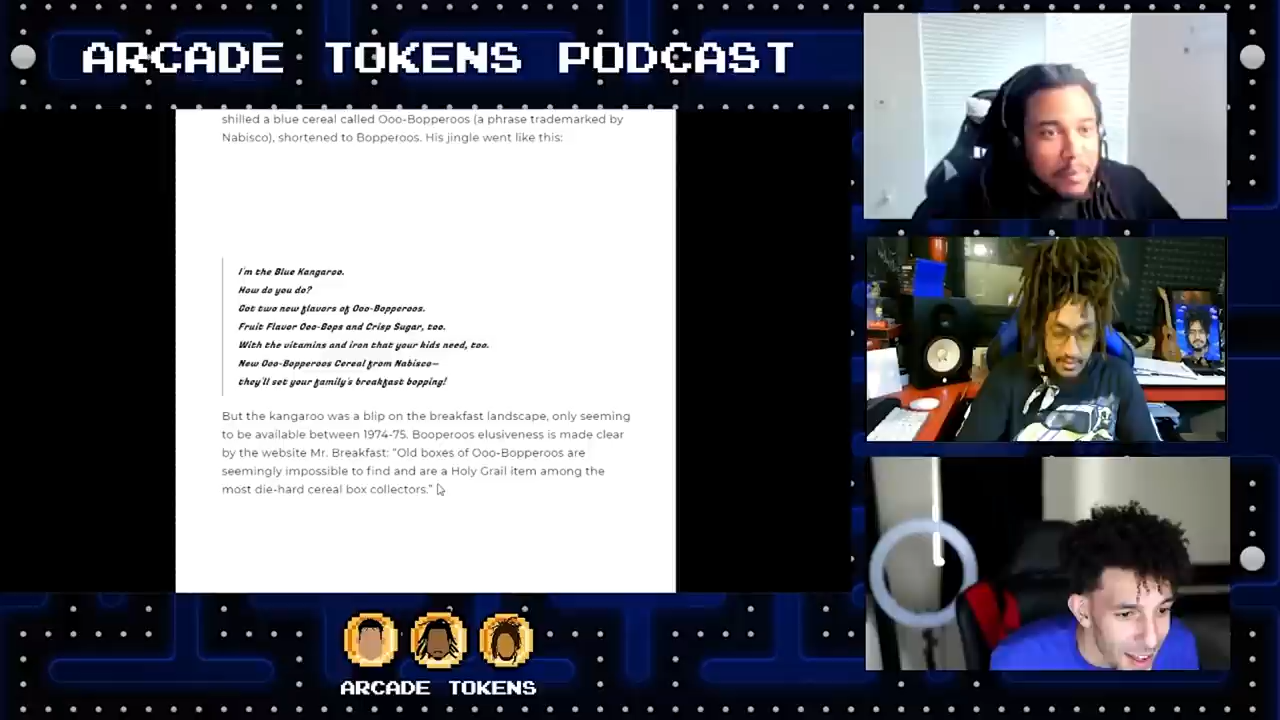 ARCADE TOKENS PODCAST
shilled a blue cereal called Ooo-Bopperoos (a phrase trademarked by
Nabisco), shortened to Bopperoos. His jingle went like this:
I'm the Blue Kangaroo.
How do you do?
Got two new flavors of Ooo-Bopperoos.
Fruit Flavor Ooo-Bops and Crisp Sugar, too.
With the vitamins and iron that your kids need, too.
New Ooo-Bopperoos Cereal from Nabisco—
they'll set your family's breakfast bopping!
But the kangaroo was a blip on the breakfast landscape, only seeming
to be available between 1974-75. Booperoos elusiveness is made clear
by the website Mr. Breakfast: “Old boxes of Ooo-Bopperoos are
seemingly impossible to find and are a Holy Grail item among the
most die-hard cereal box collectors.”
ARCADE TOKENS